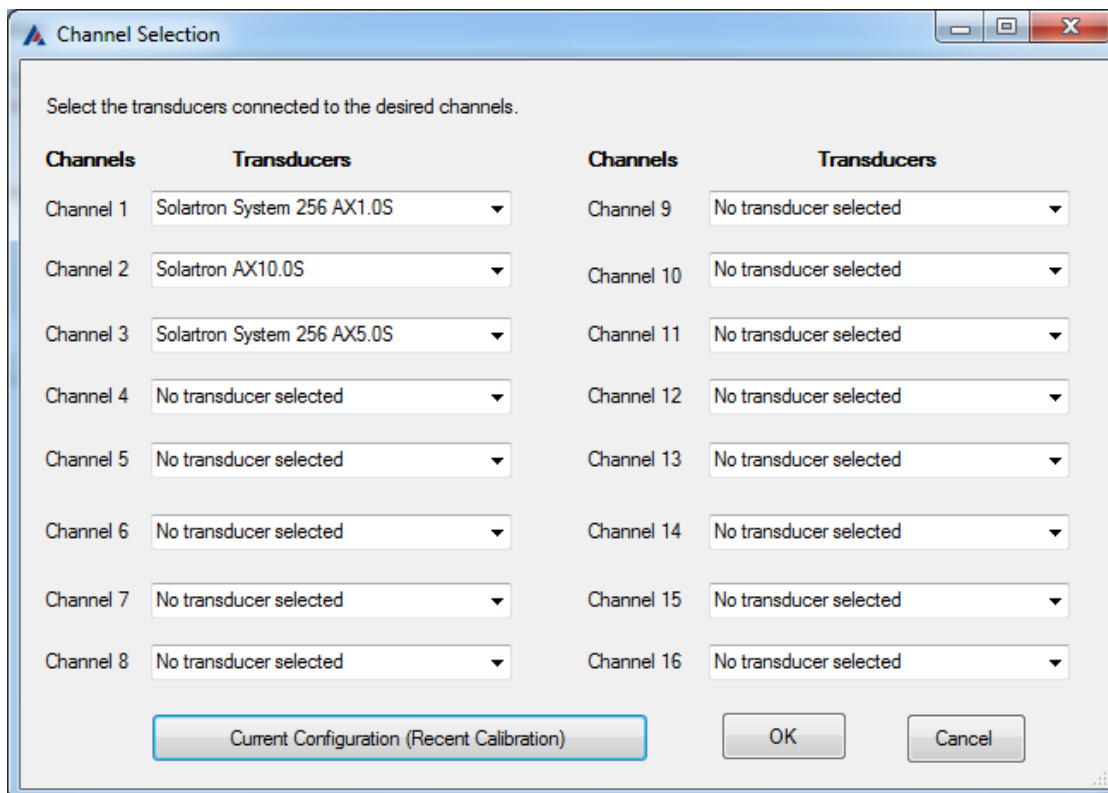 Channel Selection
Select the transducers connected to the desired channels.
Channels Transducers Channels Transducers
Channel 1 Solartron System 256 AX1.0S Channel 9 No transducer selected
Channel 2 Solartron AX10.0S Channel 10 No transducer selected
Channel 3 Solartron System 256 AX5.0S Channel 11 No transducer selected
Channel 4 No transducer selected Channel 12 No transducer selected
Channel 5 No transducer selected Channel 13 No transducer selected
Channel 6 No transducer selected Channel 14 No transducer selected
Channel 7 No transducer selected Channel 15 No transducer selected
Channel 8 No transducer selected Channel 16 No transducer selected
Current Configuration (Recent Calibration) OK Cancel